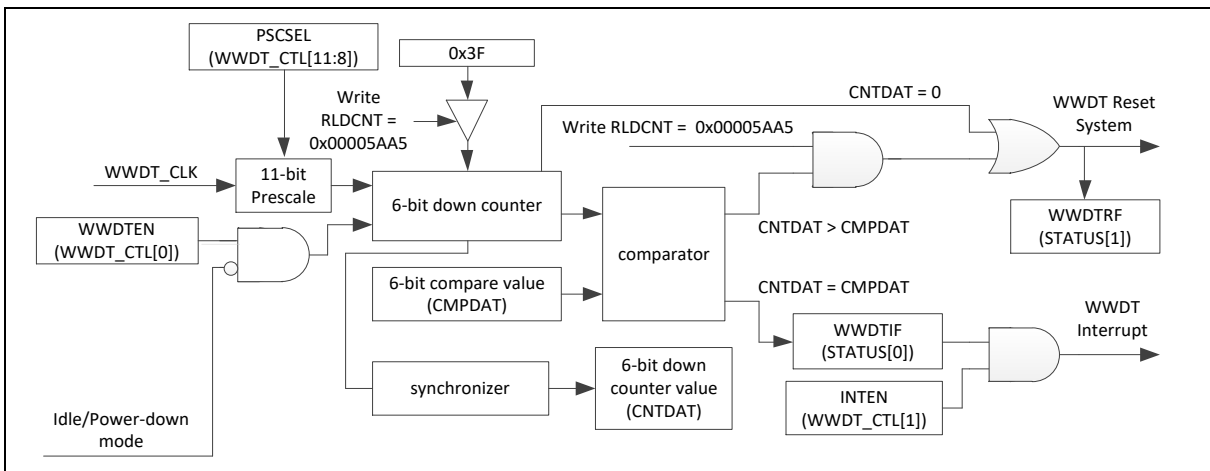 PSCSEL
(WWDT_CTL[11:8])
0x3F
Write
RLDCNT =
0x00005AA5
CNTDAT = 0
WWDT Reset
System
Write RLDCNT =  0x00005AA5
WWDT_CLK
11-bit
Prescale
6-bit down counter
WWDTEN
(WWDT_CTL[0])
WWDTRF
(STATUS[1])
CNTDAT > CMPDAT
comparator
6-bit compare value
(CMPDAT)
CNTDAT = CMPDAT
WWDT
Interrupt
WWDTIF
(STATUS[0])
synchronizer
6-bit down
counter value
(CNTDAT)
INTEN
(WWDT_CTL[1])
Idle/Power-down
mode